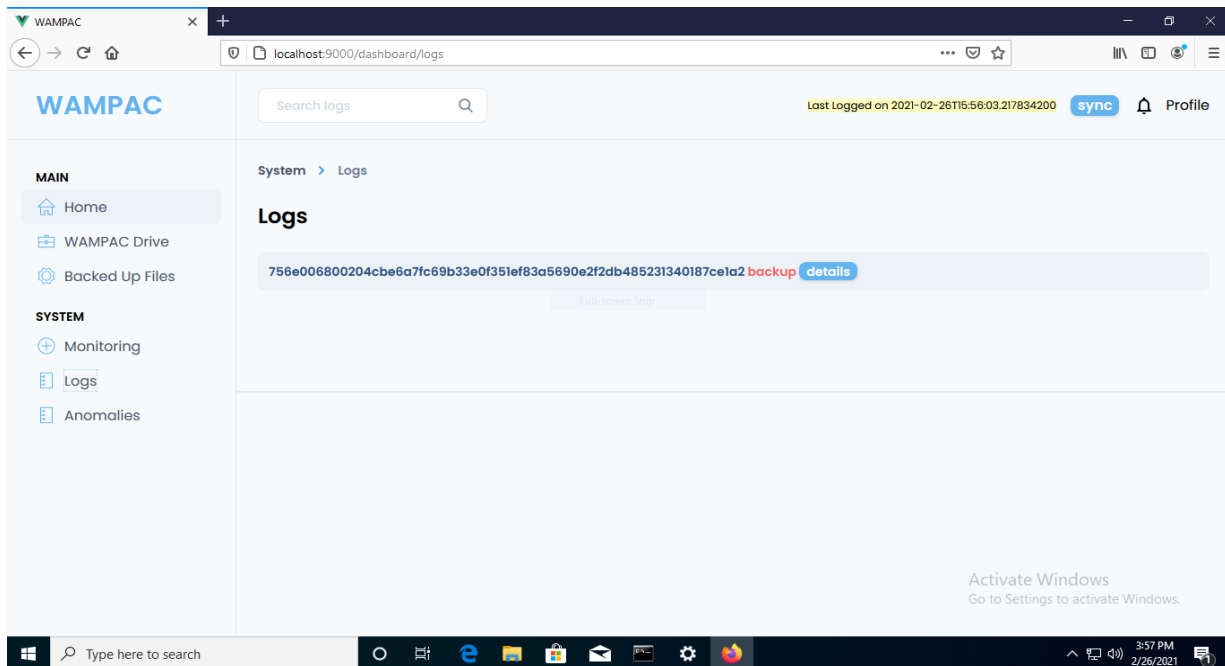 WAMPAC
localhost:9000/dashboard/logs
WAMPAC
Search logs
Last Logged on 2021-02-26T15:56:03.217834200 sync Profile
MAIN
Home
WAMPAC Drive
Backed Up Files
SYSTEM
Monitoring
Logs
Anomalies
System > Logs
Logs
756e006800204cbe6a7fc69b33e0f351ef83a5690e2f2db485231340187ce1a2 backup details
Full-screen Snip
Activate Windows
Go to Settings to activate Windows.
Type here to search
3:57 PM
2/26/2021
1